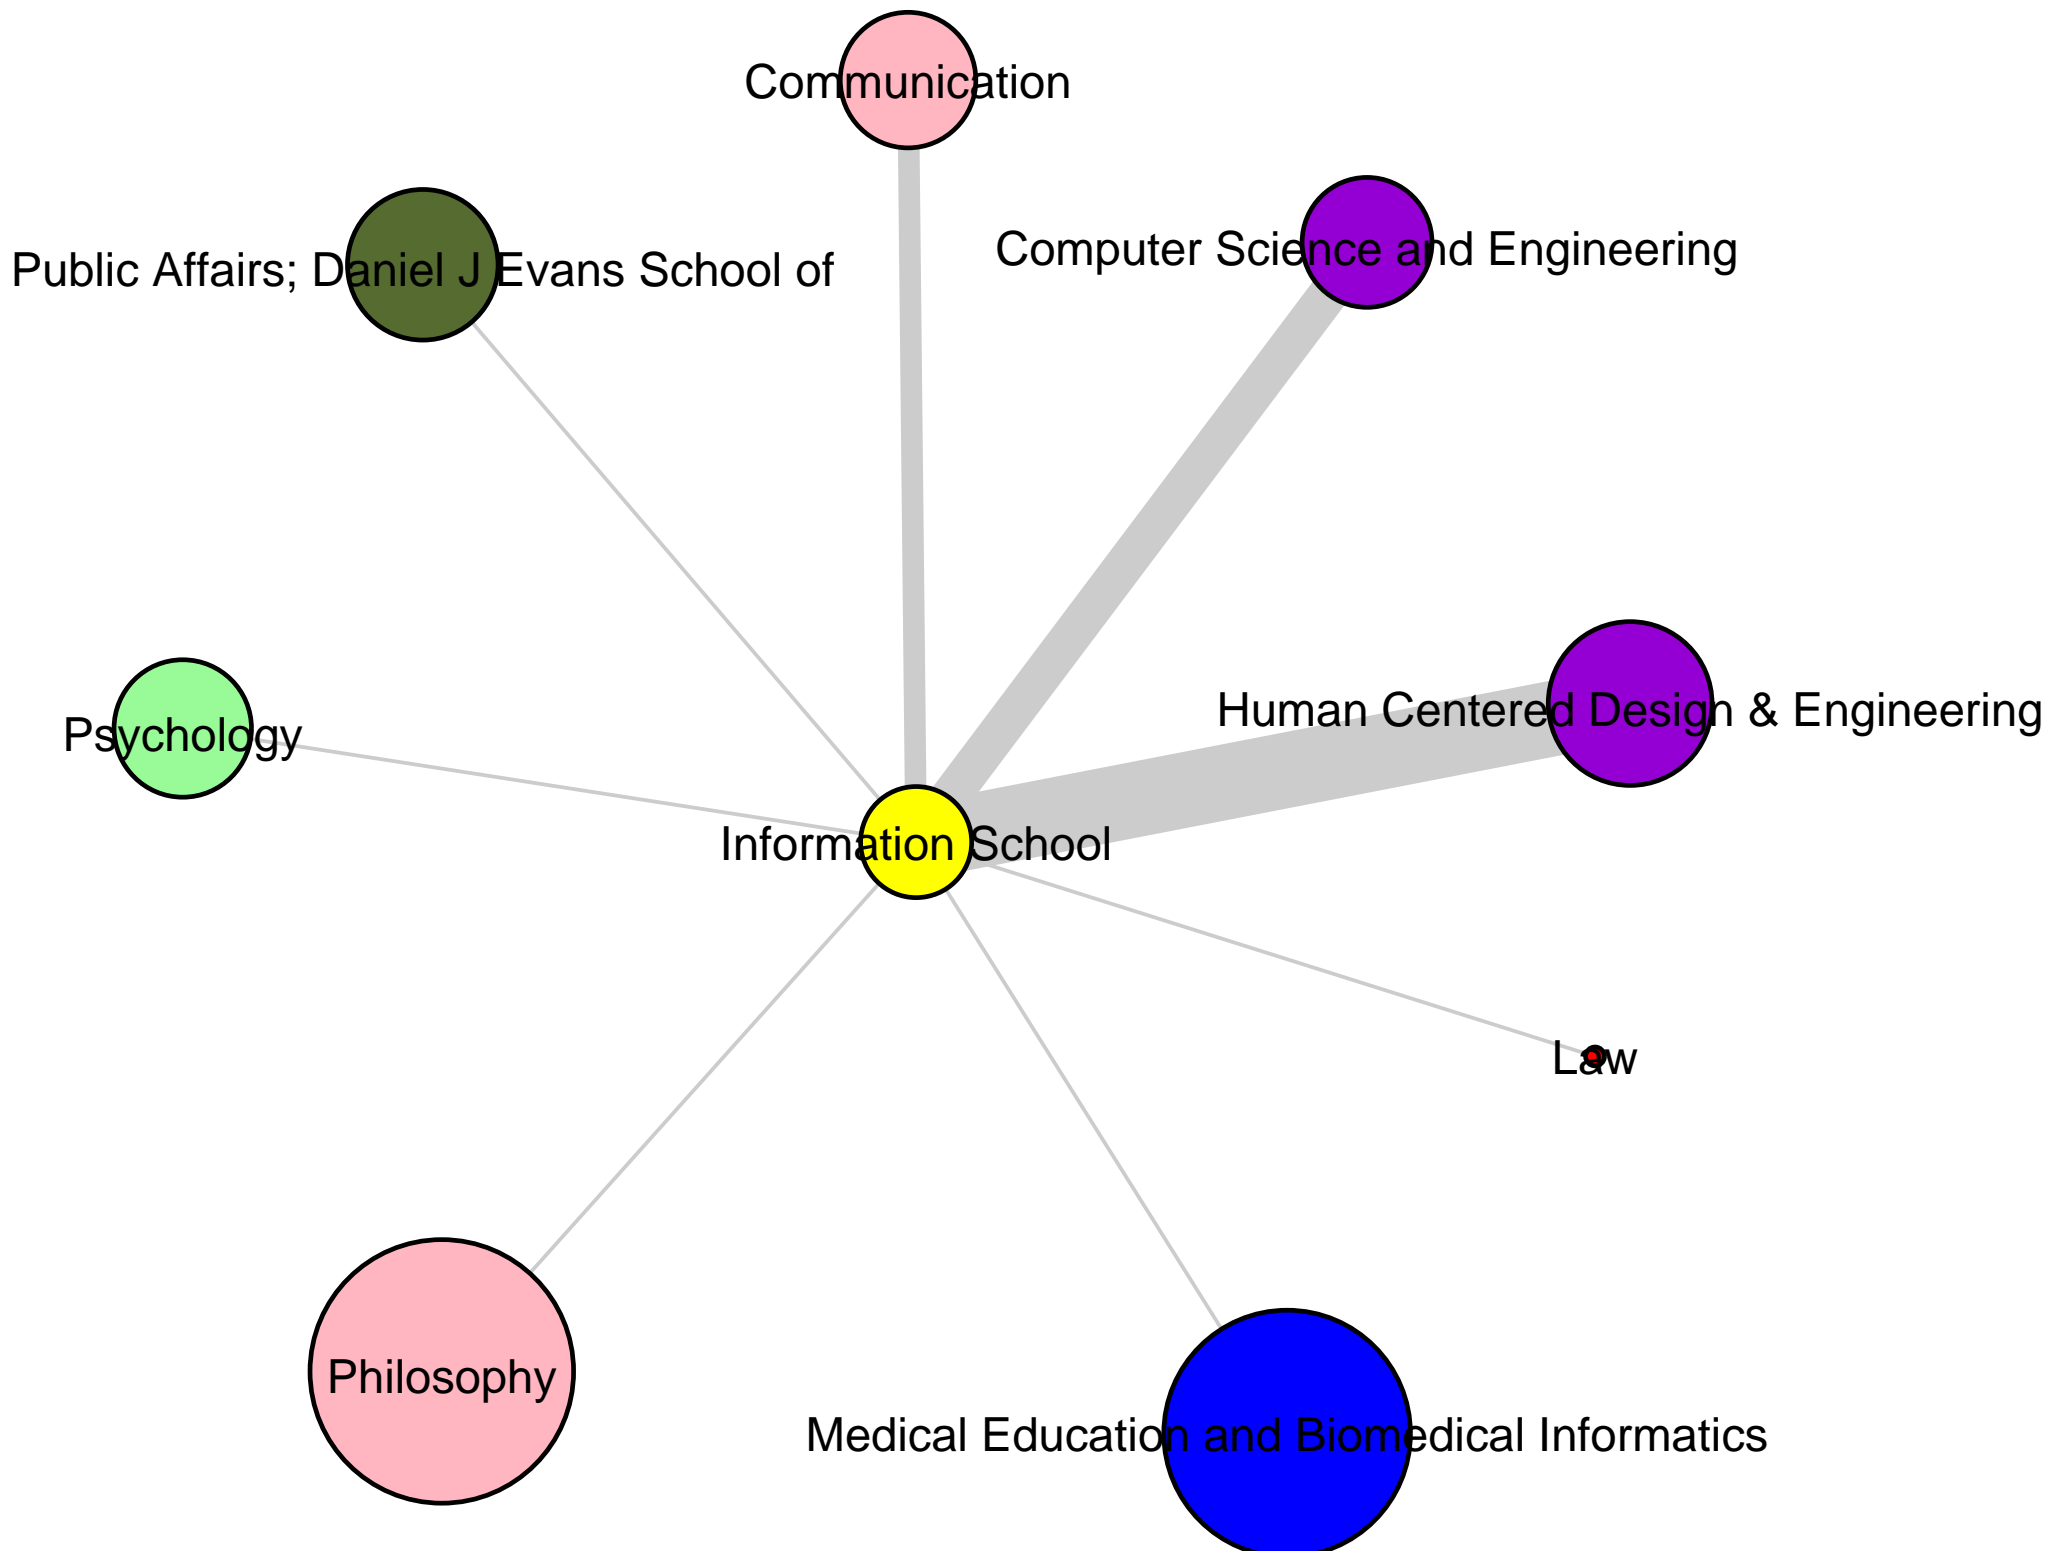 Communication
Computer Science and Engineering
Public Affairs; Daniel J Evans School of
Human Centered Design & Engineering
Psychology
Information School
Law
Philosophy
Medical Education and Biomedical Informatics